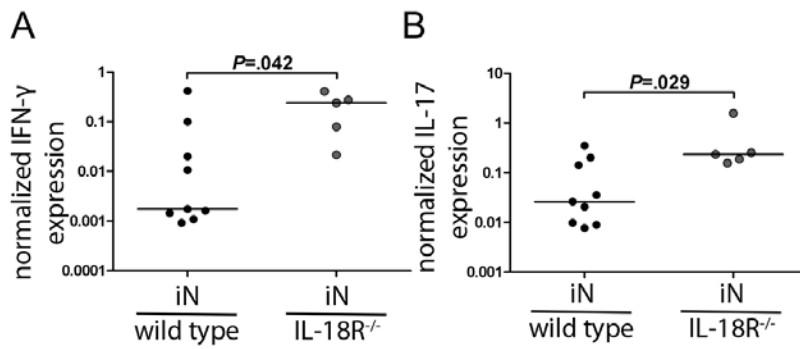 A
normalized IFN-γ
expression
P=.042
1
0.1
0.01
0.001
0.0001
iN
iN
wild type
IL-18R-/-
B
normalized IL-17
expression
P=.029
10
1
0.1
0.01
0.001
iN
iN
wild type
IL-18R-/-